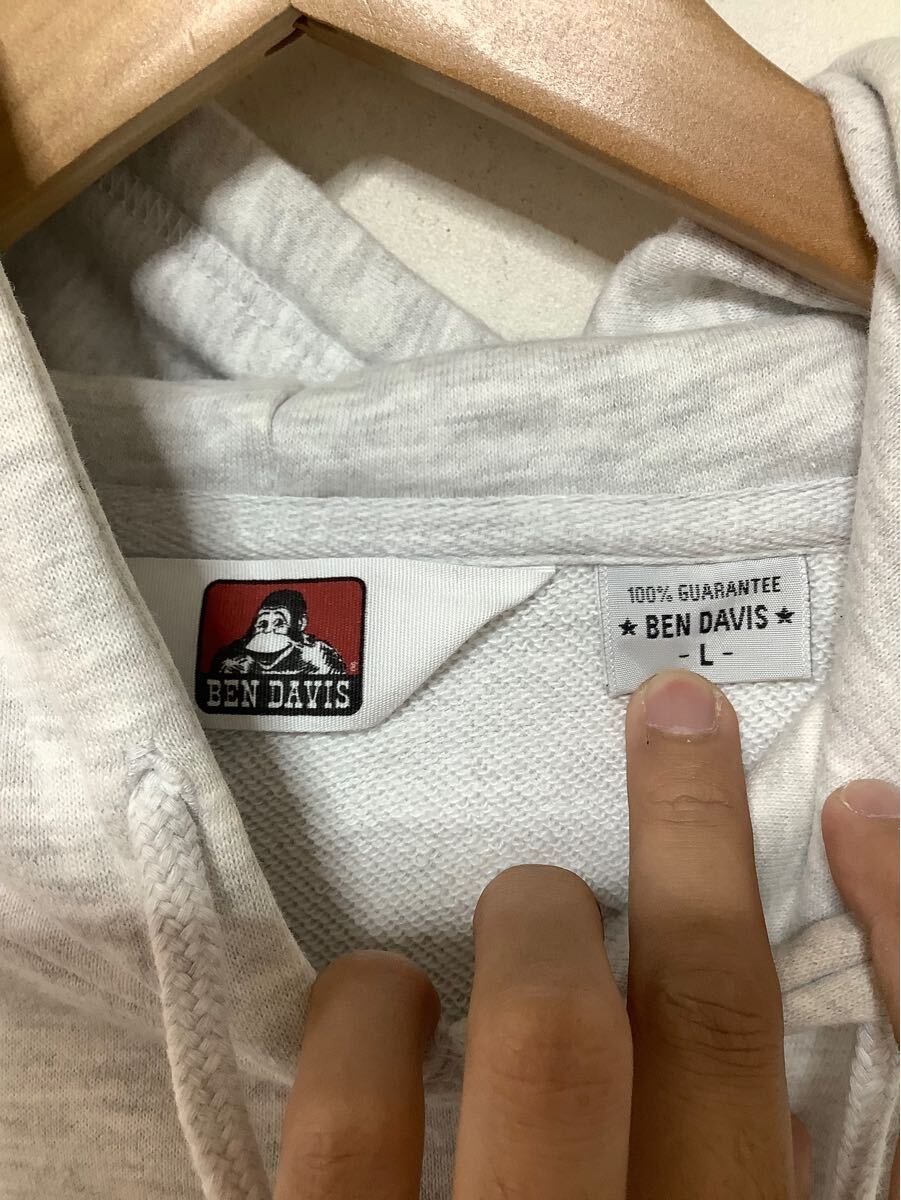 BEN DAVIS
100% GUARANTEE
★ BEN DAVIS ★
- L -